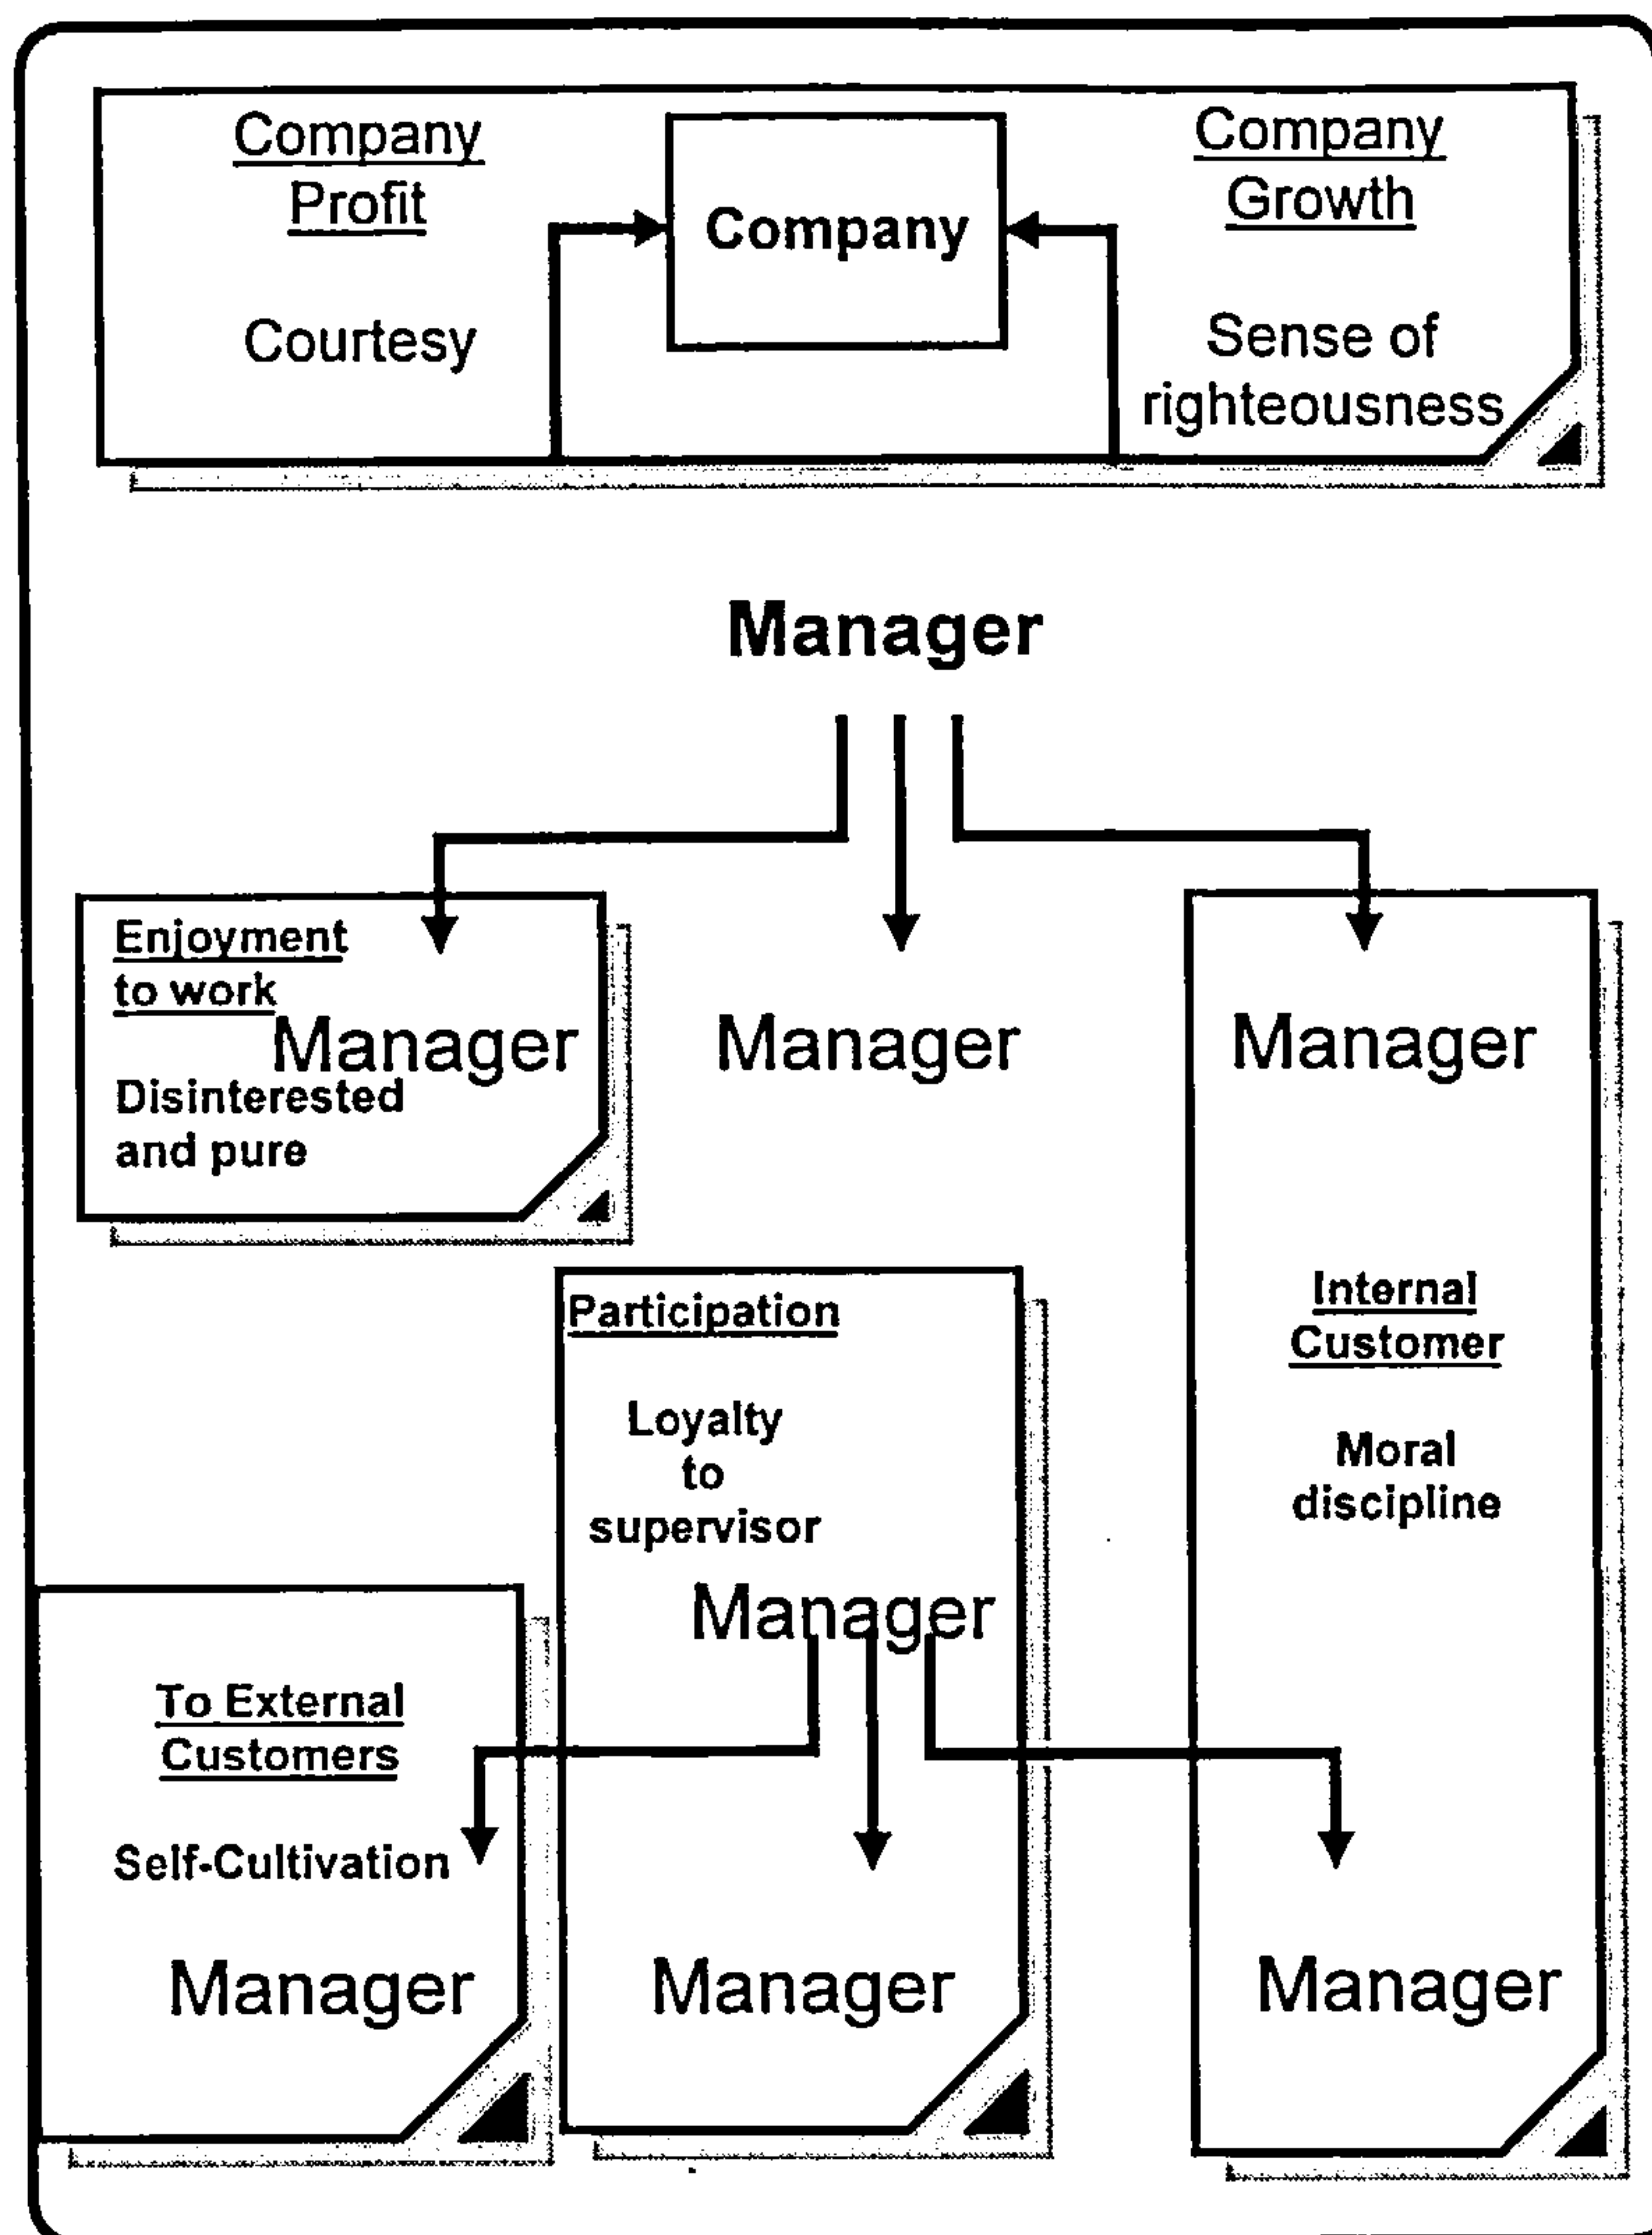 Company
Profit
Courtesy
Company
Company
Growth
Sense of
righteousness
Manager
Enjoyment
to work
Manager
Disinterested
and pure
Manager
Manager
Internal
Customer
Moral
discipline
Participation
Loyalty
to
supervisor
Manager
To External
Customers
Self-Cultivation
Manager
Manager
Manager